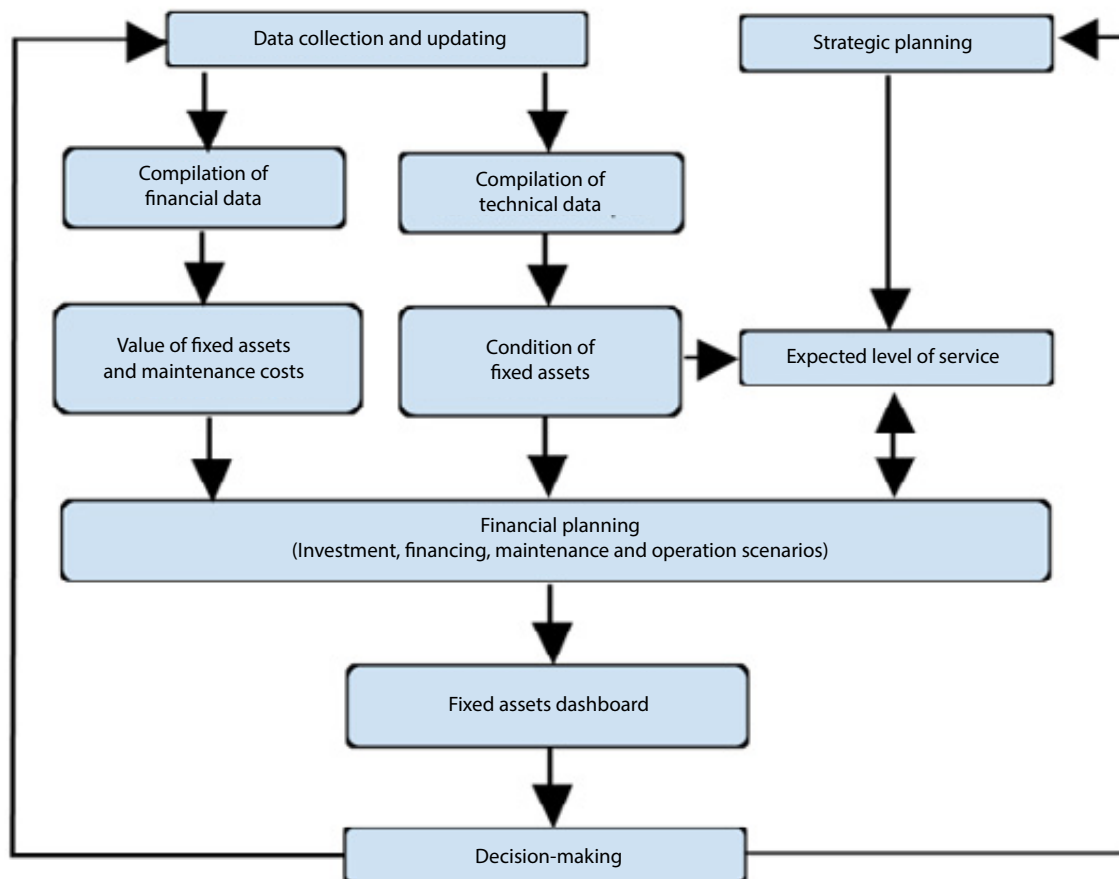 Data collection and updating
Strategic planning
Compilation of
financial data
Compilation of
technical data
Value of fixed assets
and maintenance costs
Condition of
fixed assets
Expected level of service
Financial planning
(Investment, financing, maintenance and operation scenarios)
Fixed assets dashboard
Decision-making